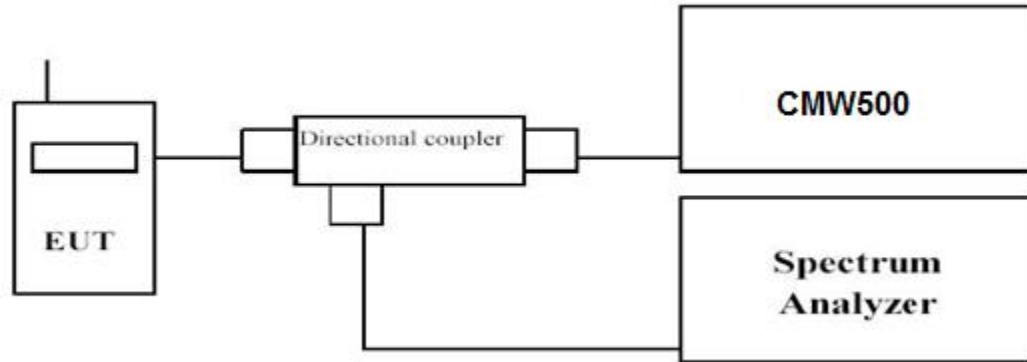 CMW500
Directional coupler
EUT
Spectrum
Analyzer